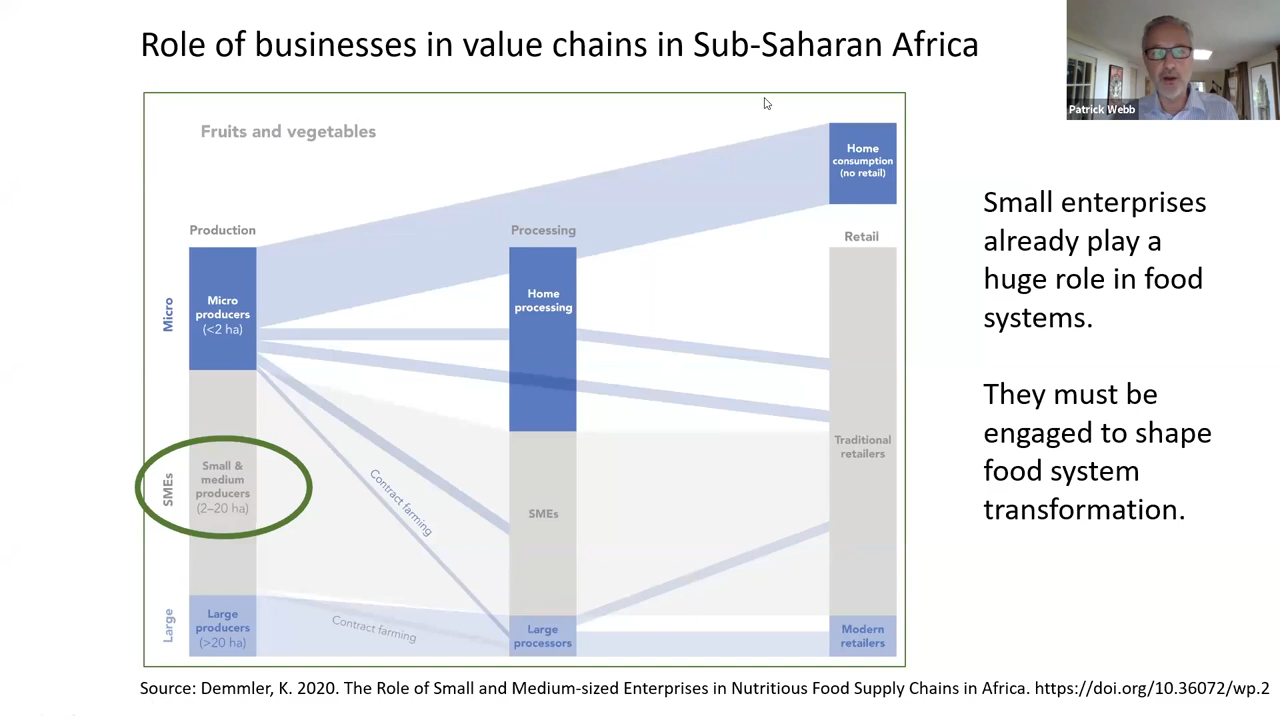 Role of businesses in value chains in Sub-Saharan Africa
Patrick Webb
Fruits and vegetables
Home
consumption
(no retail)
Production
Processing
Retail
Micro
Micro
producers
(<2 ha)
Home
processing
SMEs
Small &
medium
producers
(2–20 ha)
Contract farming
SMEs
Traditional
retailers
Large
Large
producers
(>20 ha)
Contract farming
Large
processors
Modern
retailers
Small enterprises
already play a
huge role in food
systems.
They must be
engaged to shape
food system
transformation.
Source: Demmler, K. 2020. The Role of Small and Medium-sized Enterprises in Nutritious Food Supply Chains in Africa. https://doi.org/10.36072/wp.2